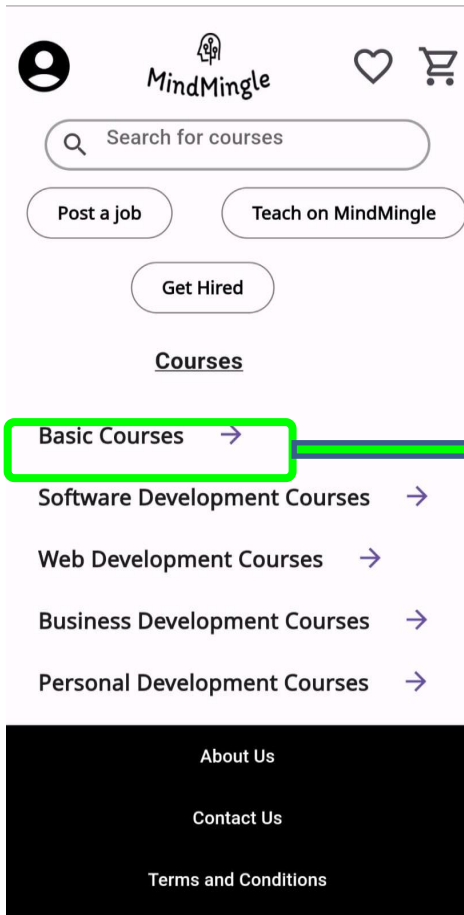 MindMingle
Search for courses
Post a job
Teach on MindMingle
Get Hired
Courses
Basic Courses →
Software Development Courses →
Web Development Courses →
Business Development Courses →
Personal Development Courses →
About Us
Contact Us
Terms and Conditions